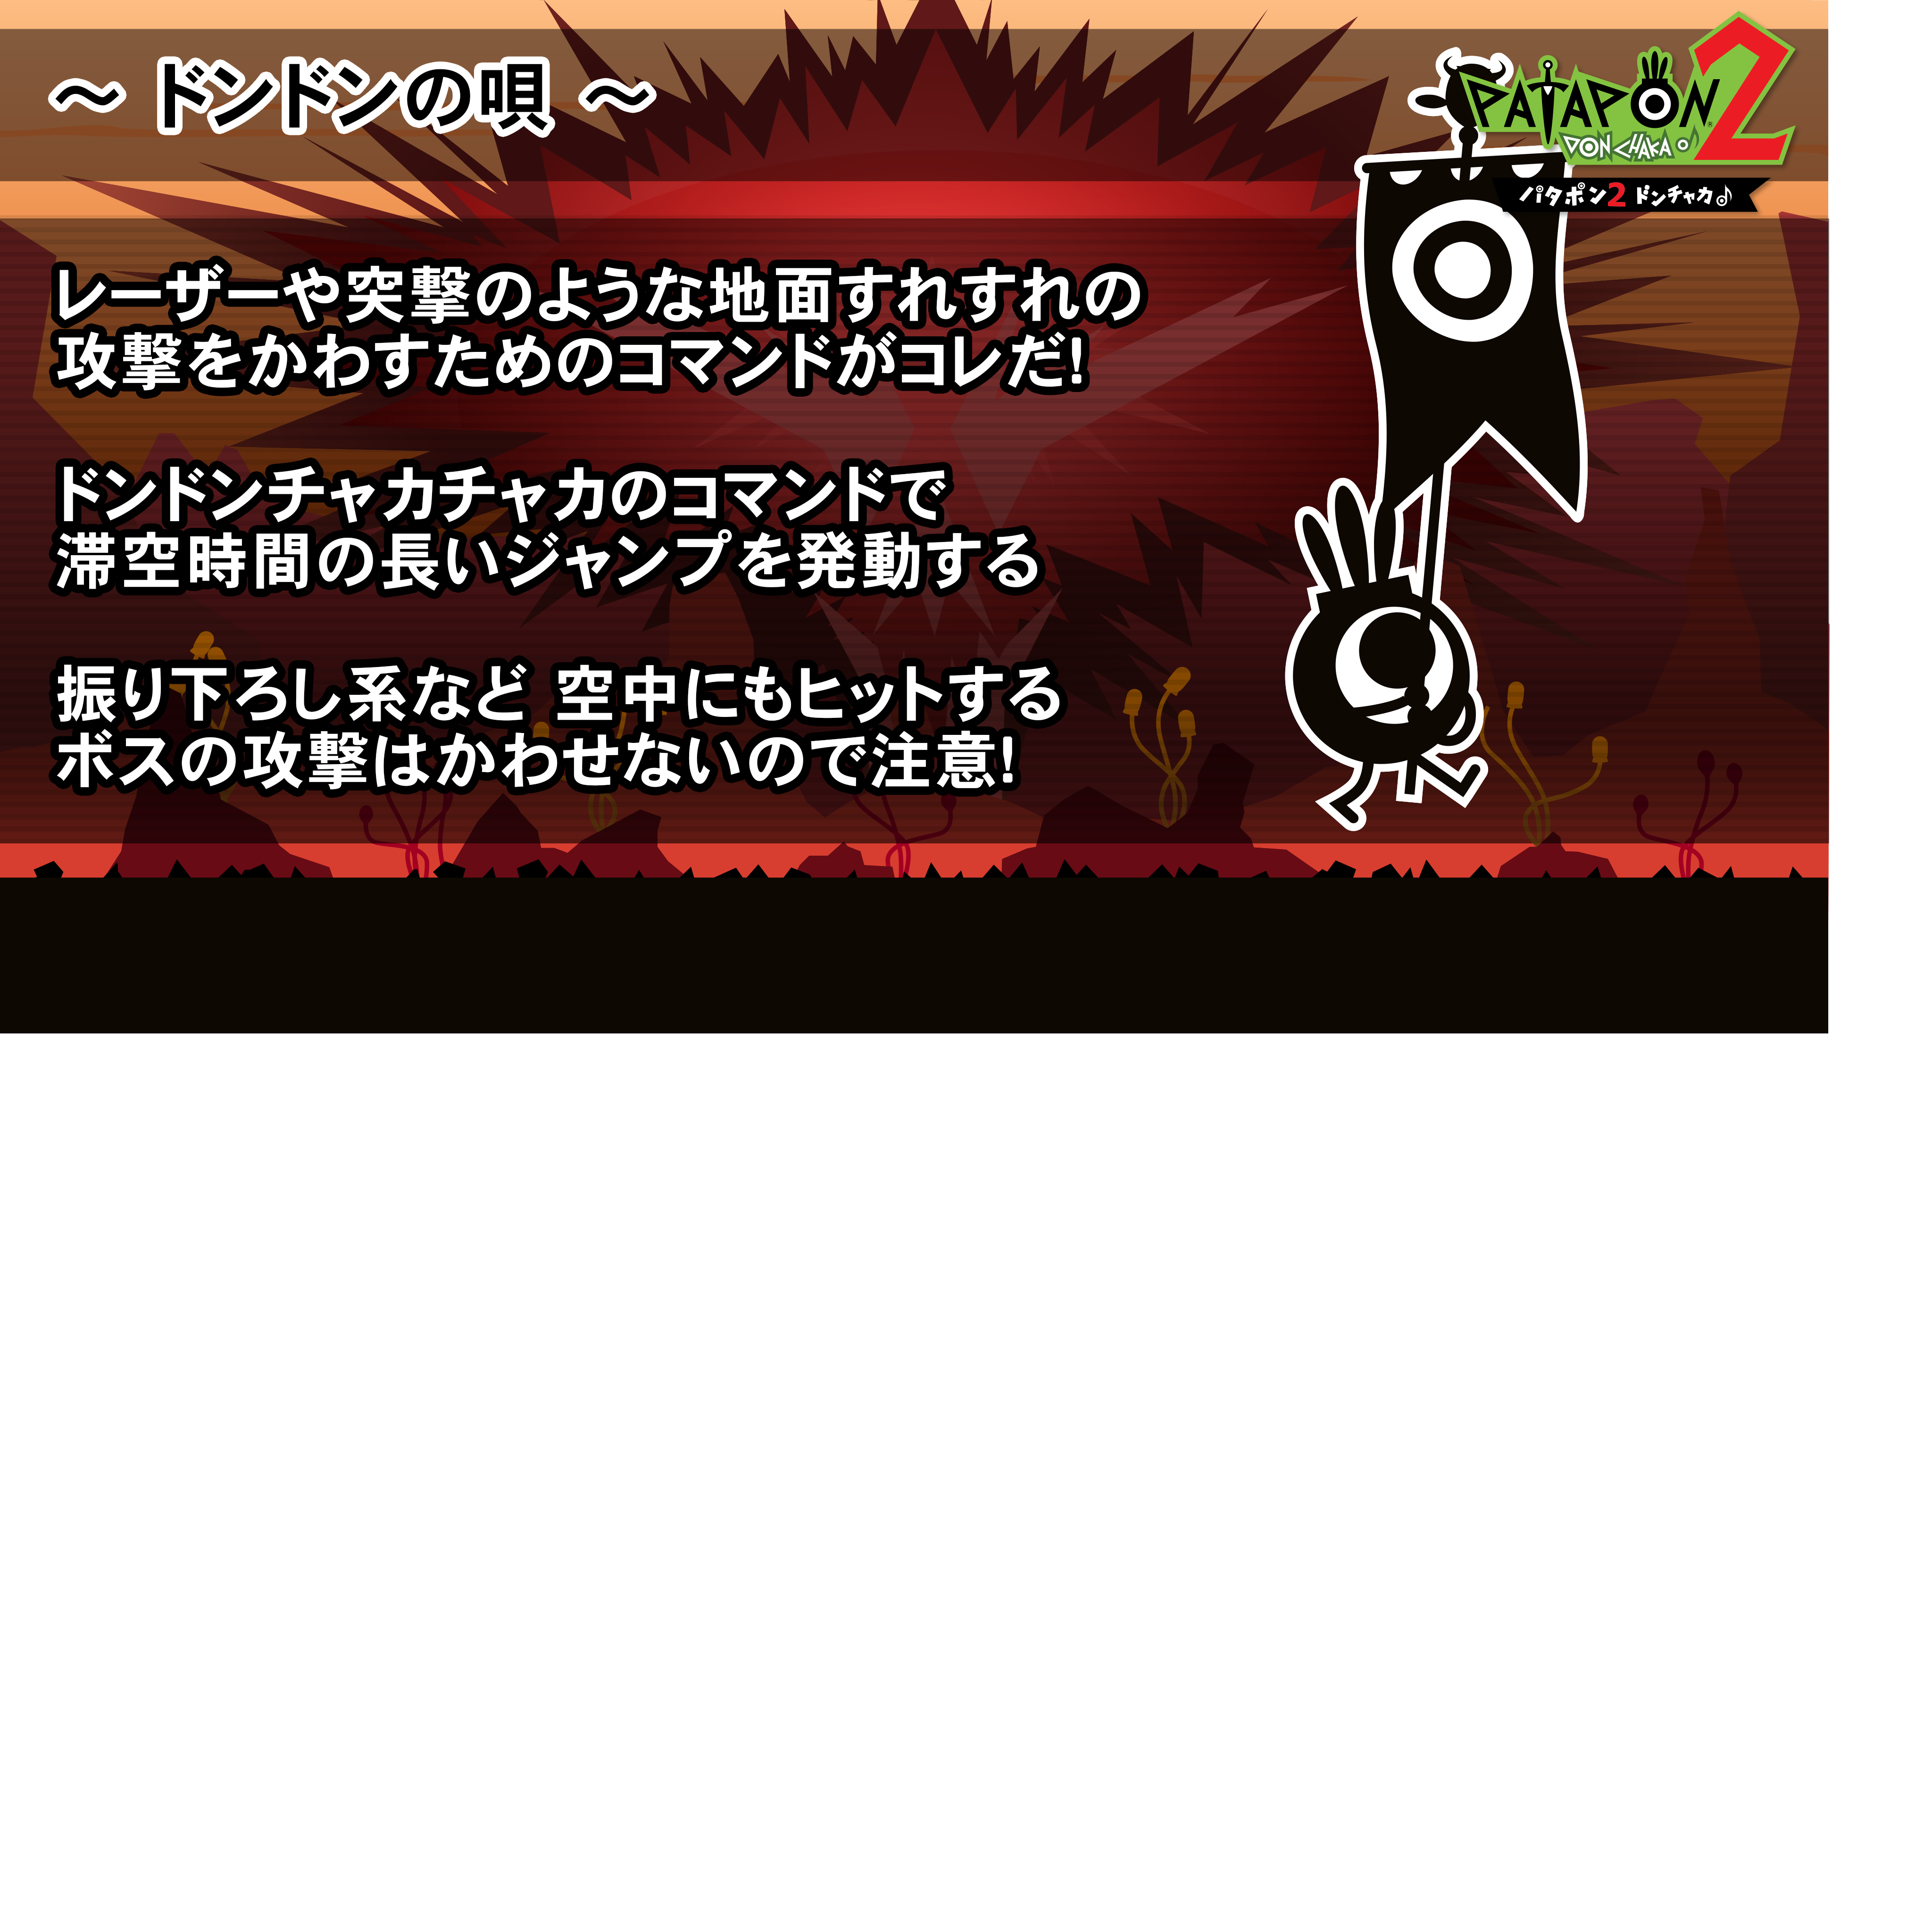 ～ ドンドンの唄 ～
PATAPON2
DON CHAKA♪
パタポン2 ドンチャカ♪
レーザーや突撃のような地面すれすれの
攻撃をかわすためのコマンドがコレだ!
ドンドンチャカチャカのコマンドで
滞空時間の長いジャンプを発動する
振り下ろし系など 空中にもヒットする
ボスの攻撃はかわせないので注意!